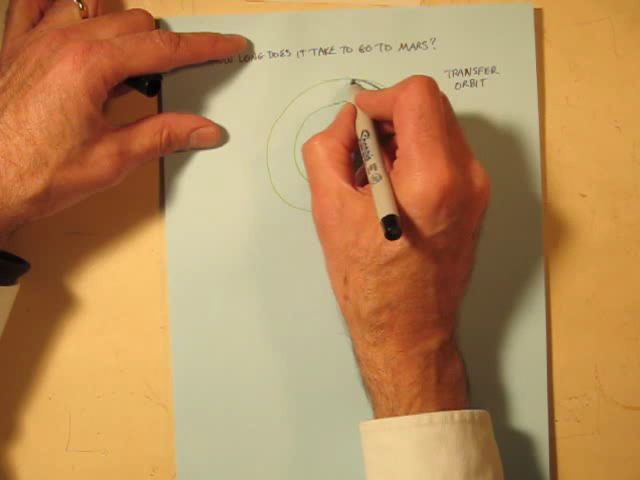 LONG DOES IT TAKE TO GO TO MARS?
TRANSFER
ORBIT